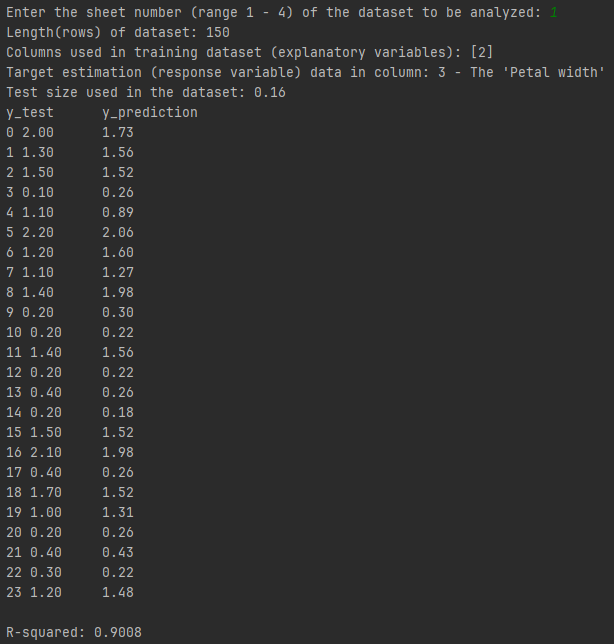 Enter the sheet number (range 1 - 4) of the dataset to be analyzed: 1
Length(rows) of dataset: 150
Columns used in training dataset (explanatory variables): [2]
Target estimation (response variable) data in column: 3 - The 'Petal width'
Test size used in the dataset: 0.16
y_test      y_prediction
0 2.00      1.73
1 1.30      1.56
2 1.50      1.52
3 0.10      0.26
4 1.10      0.89
5 2.20      2.06
6 1.20      1.60
7 1.10      1.27
8 1.40      1.98
9 0.20      0.30
10 0.20     0.22
11 1.40     1.56
12 0.20     0.22
13 0.40     0.26
14 0.20     0.18
15 1.50     1.52
16 2.10     1.98
17 0.40     0.26
18 1.70     1.52
19 1.00     1.31
20 0.20     0.26
21 0.40     0.43
22 0.30     0.22
23 1.20     1.48
R-squared: 0.9008